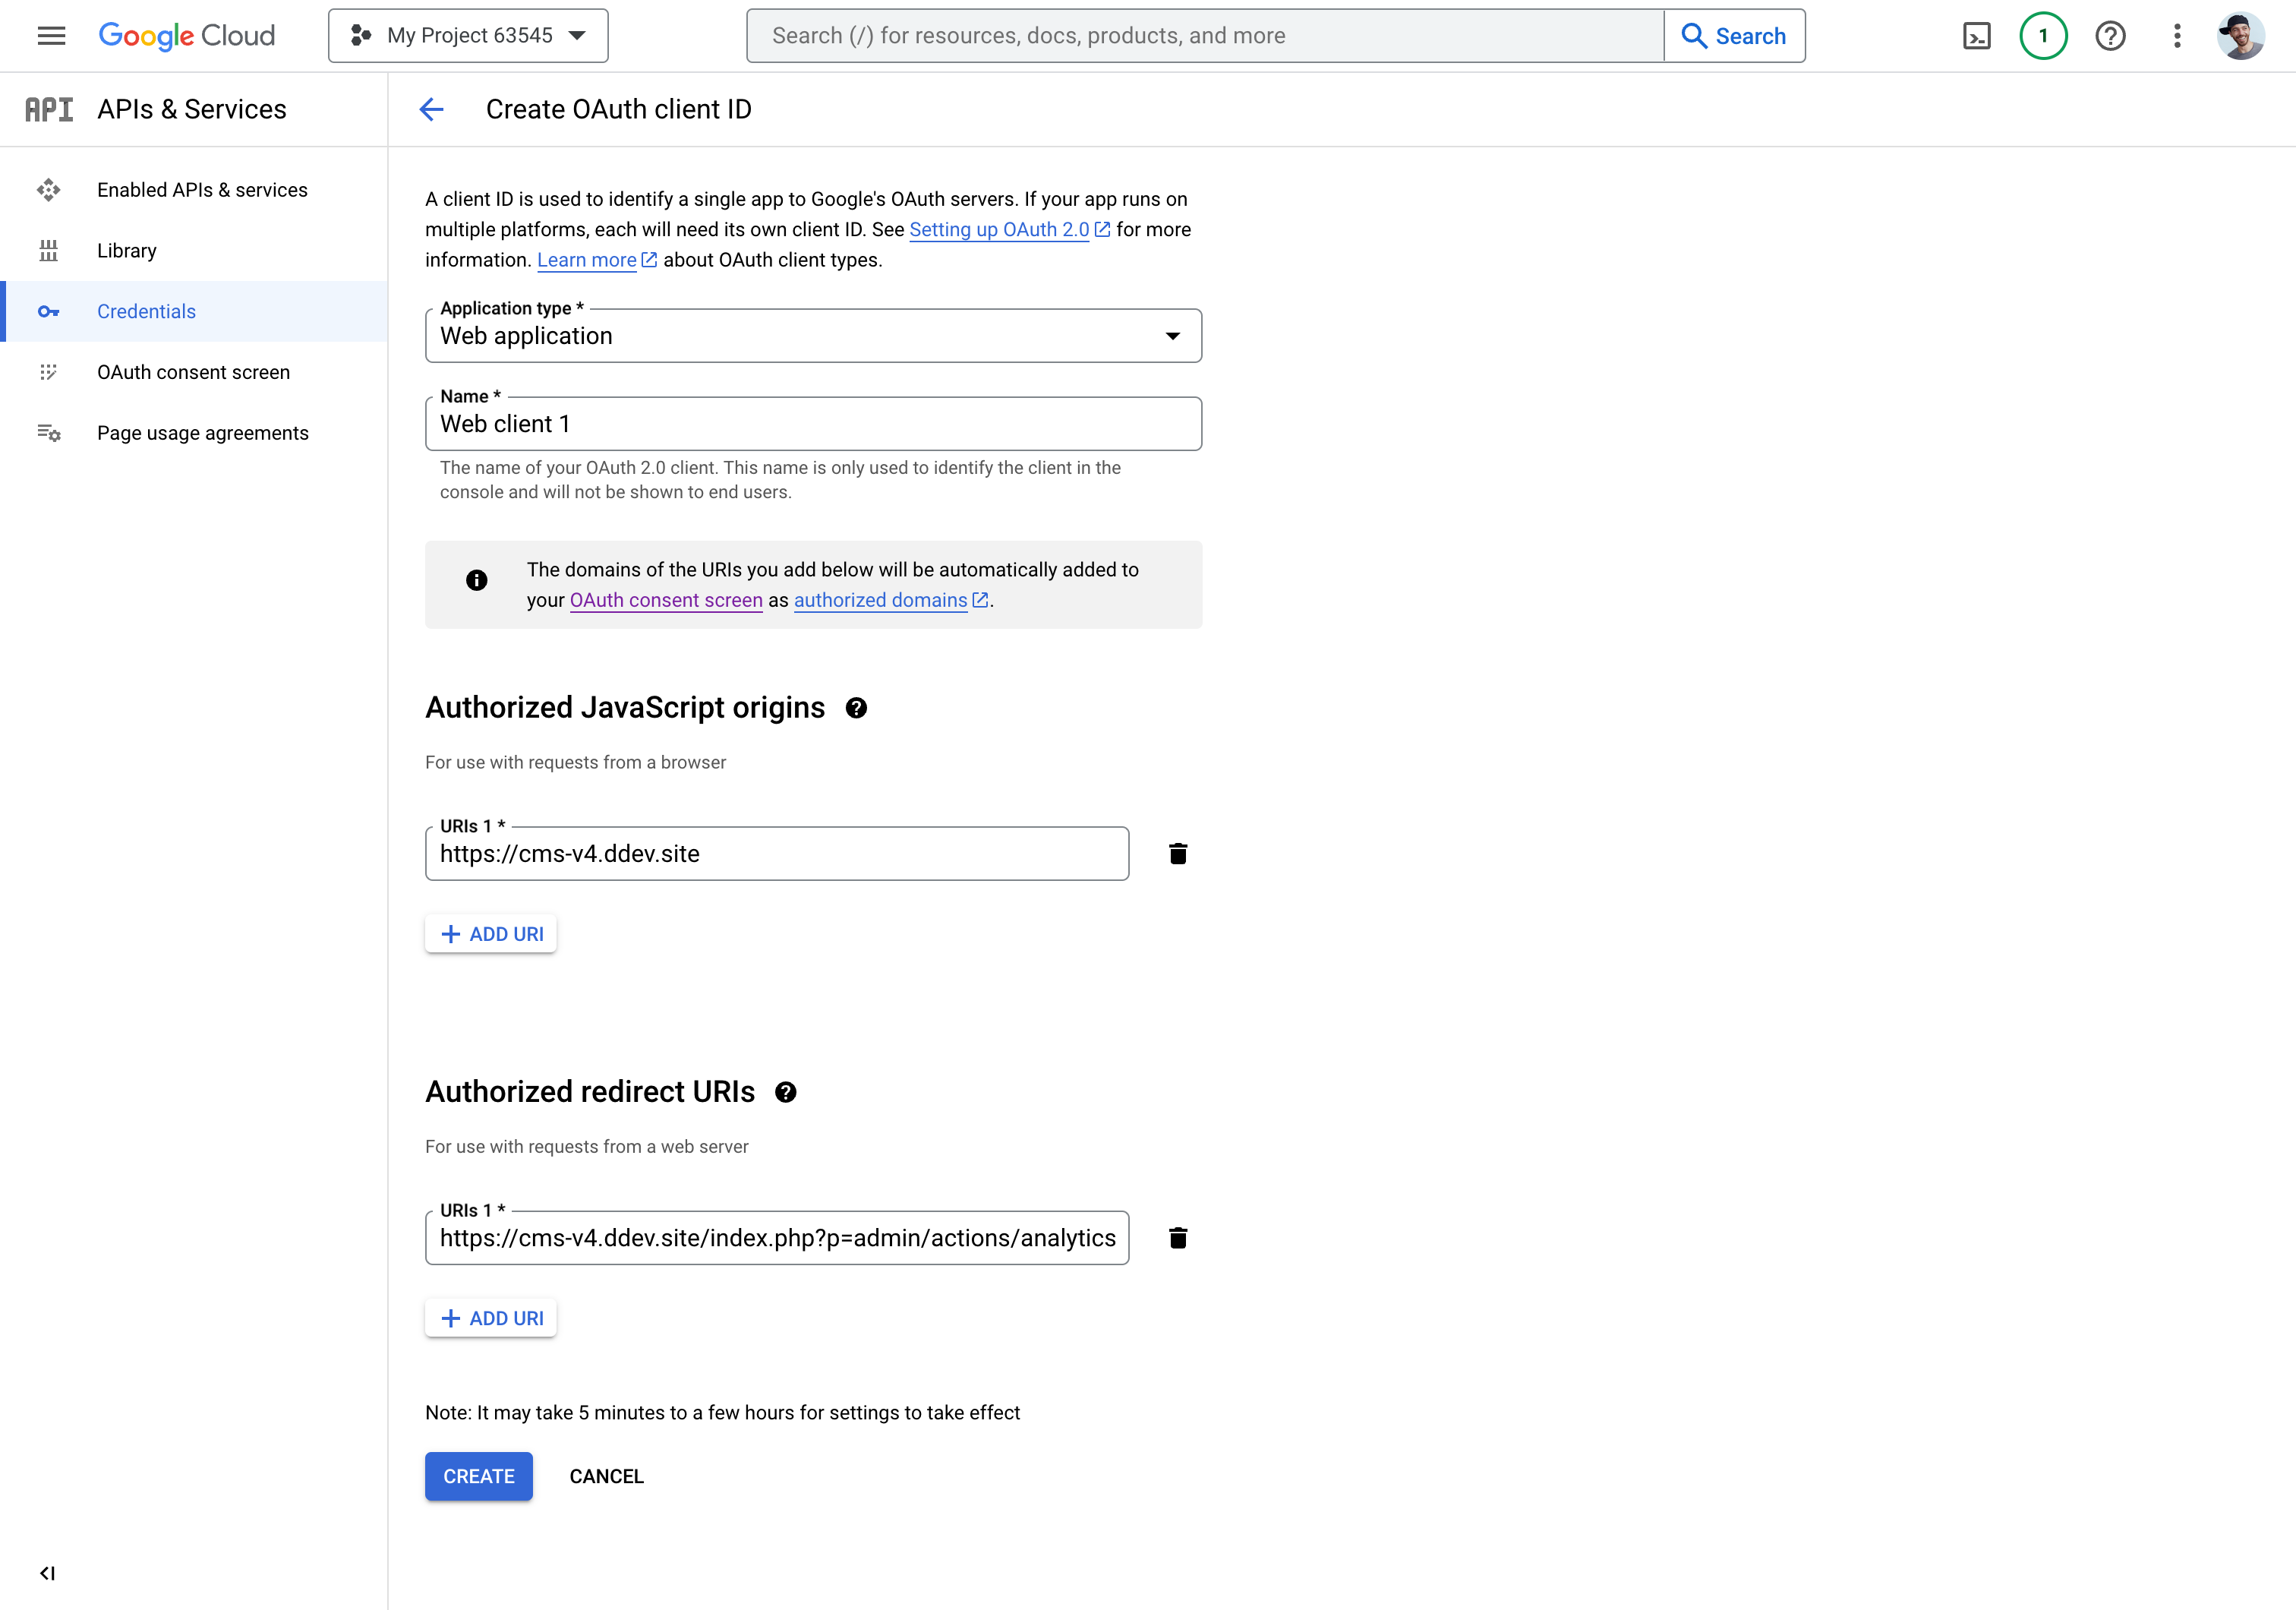 Google Cloud
My Project 63545
Search (/) for resources, docs, products, and more
Search
1
API
APIs & Services
Create OAuth client ID
Enabled APIs & services
Library
Credentials
OAuth consent screen
Page usage agreements
A client ID is used to identify a single app to Google's OAuth servers. If your app runs on
multiple platforms, each will need its own client ID. See Setting up OAuth 2.0 for more
information. Learn more about OAuth client types.
Application type *
Web application
Name *
Web client 1
The name of your OAuth 2.0 client. This name is only used to identify the client in the
console and will not be shown to end users.
The domains of the URIs you add below will be automatically added to
your OAuth consent screen as authorized domains.
Authorized JavaScript origins
For use with requests from a browser
URIs 1 *
https://cms-v4.ddev.site
ADD URI
Authorized redirect URIs
For use with requests from a web server
URIs 1 *
https://cms-v4.ddev.site/index.php?p=admin/actions/analytics
ADD URI
Note: It may take 5 minutes to a few hours for settings to take effect
CREATE
CANCEL